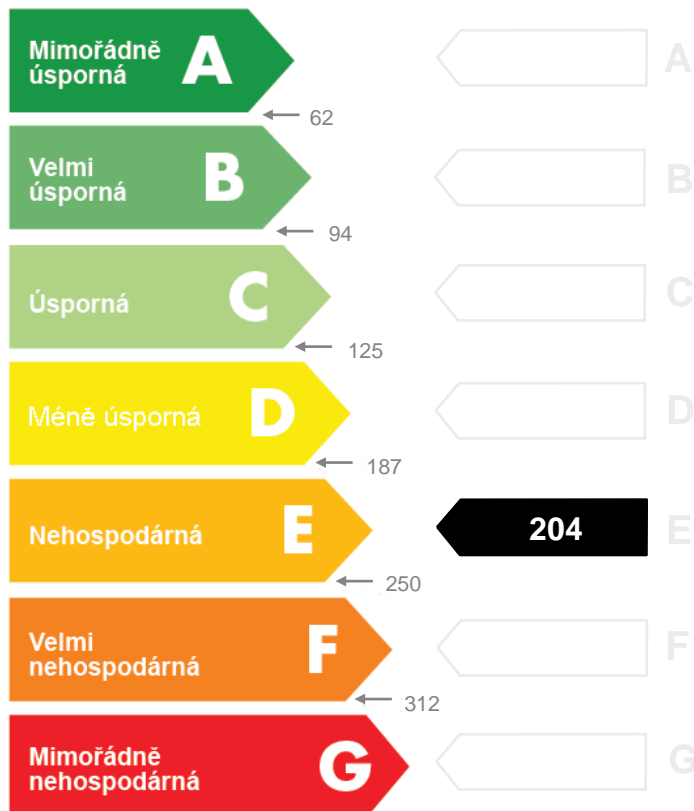 Mimořádně
úsporná
A
A
62
Velmi
úsporná
B
B
94
Úsporná
C
C
125
Méně úsporná
D
D
187
Nehospodárná
E
204
E
250
Velmi
nehospodárná
F
F
312
Mimořádně
nehospodárná
G
G